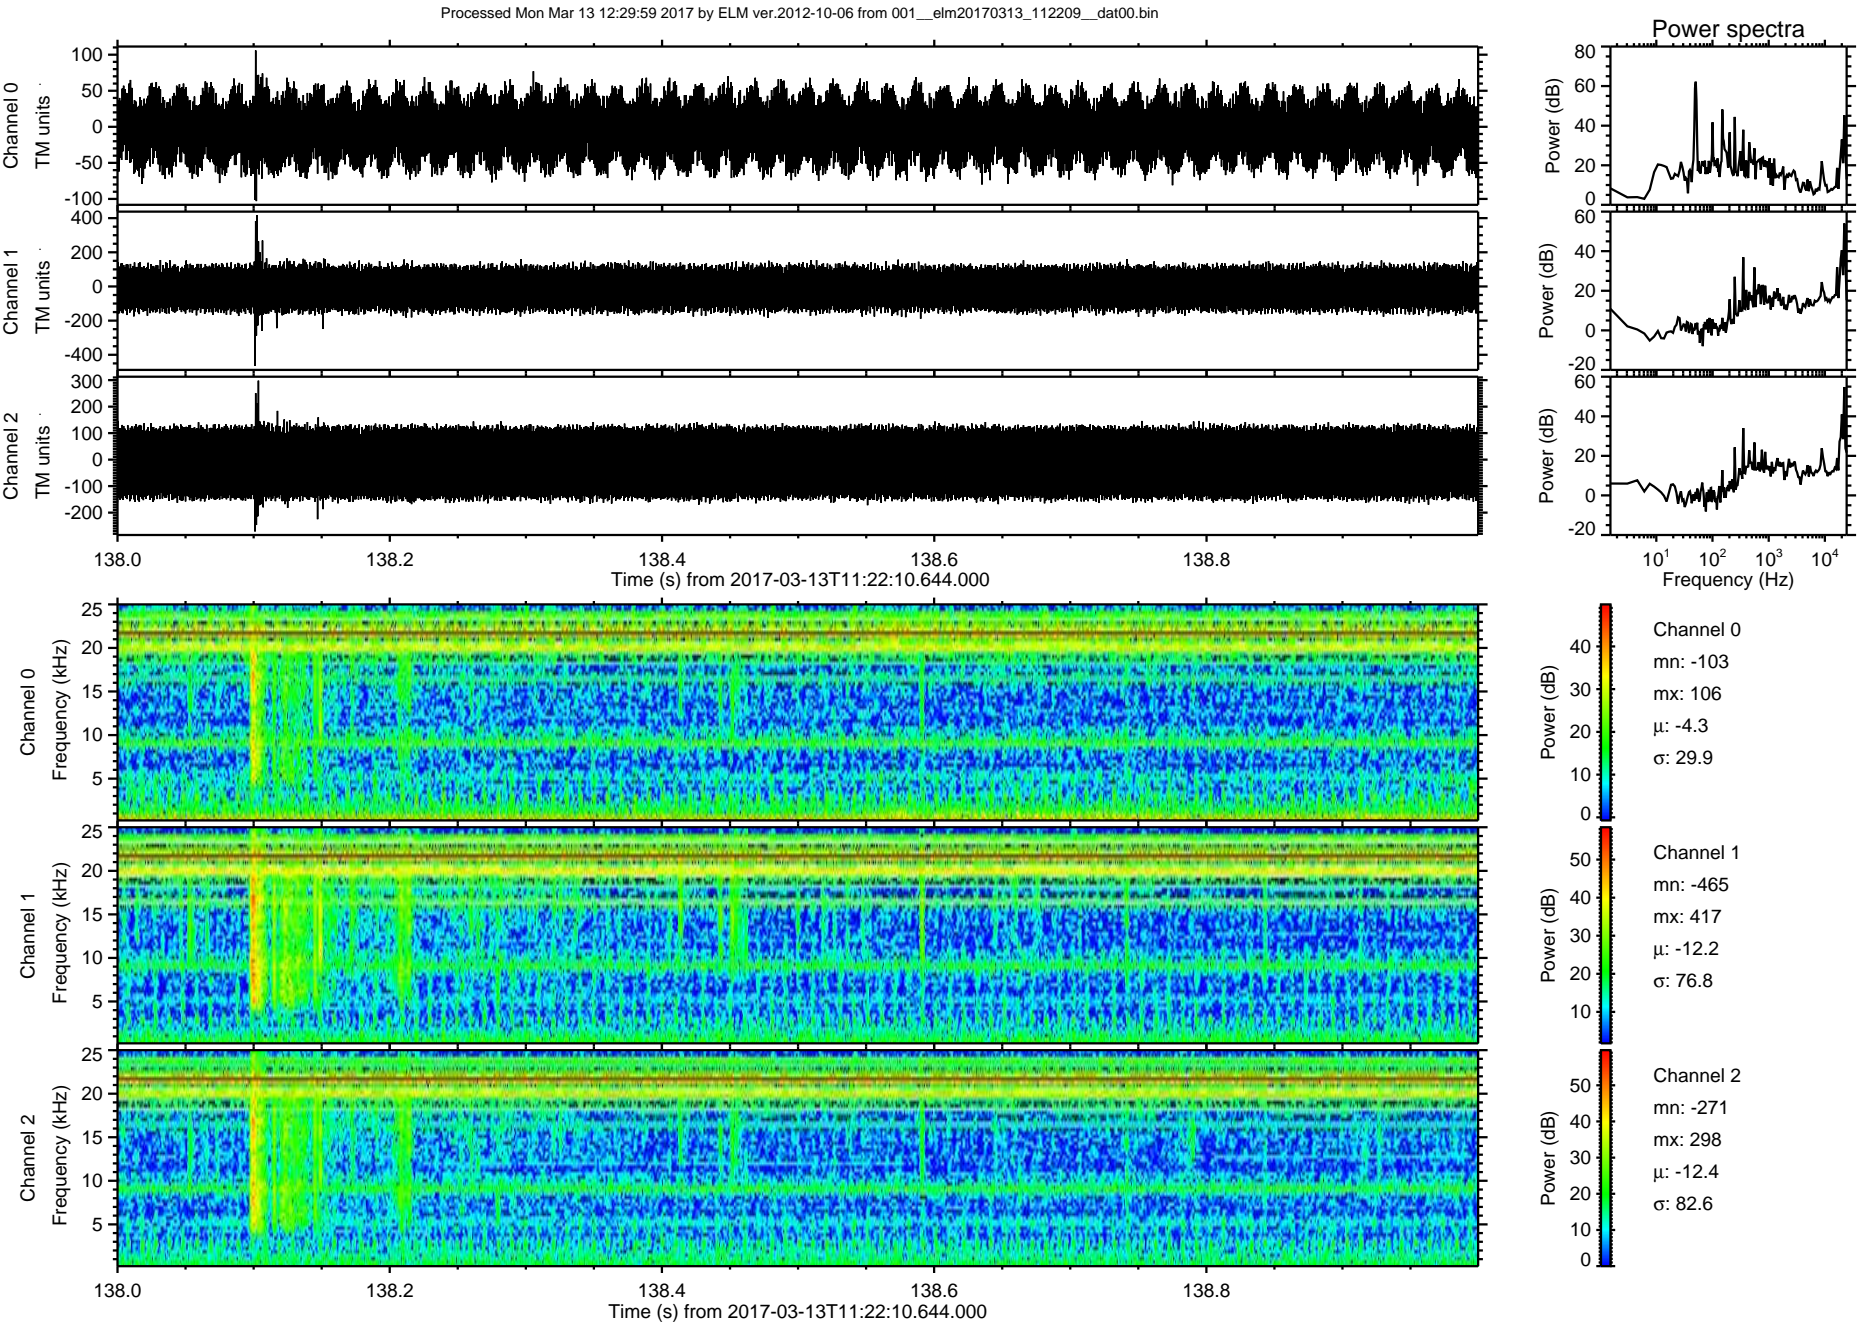 Processed Mon Mar 13 12:29:59 2017 by ELM ver.2012-10-06 from 001__elm20170313_112209__dat00.bin
Power spectra
Channel 0
TM units
100
50
0
-50
-100
Power (dB)
80
60
40
20
0
Channel 1
TM units
400
200
0
-200
-400
Power (dB)
60
40
20
0
-20
Channel 2
TM units
300
200
100
0
-100
-200
Power (dB)
60
40
20
0
-20
138.0 138.2 138.4 138.6 138.8
Time (s) from 2017-03-13T11:22:10.644.000
10¹ 10² 10³ 10⁴
Frequency (Hz)
Channel 0
Frequency (kHz)
25
20
15
10
5
Power (dB)
40
30
20
10
0
Channel 0
mn: -103
mx: 106
μ: -4.3
σ: 29.9
Channel 1
Frequency (kHz)
25
20
15
10
5
Power (dB)
50
40
30
20
10
Channel 1
mn: -465
mx: 417
μ: -12.2
σ: 76.8
Channel 2
Frequency (kHz)
25
20
15
10
5
Power (dB)
50
40
30
20
10
0
Channel 2
mn: -271
mx: 298
μ: -12.4
σ: 82.6
138.0 138.2 138.4 138.6 138.8
Time (s) from 2017-03-13T11:22:10.644.000